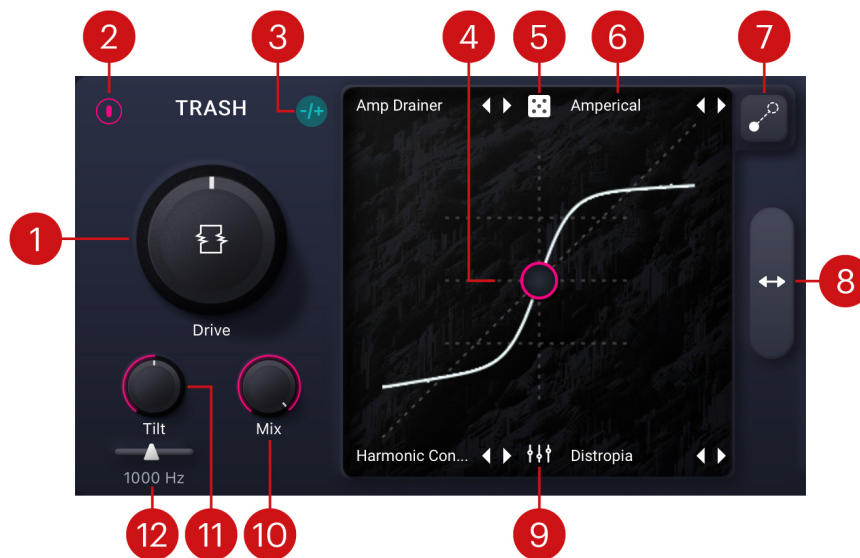 2
3
4
5
6
7
TRASH
-/+
Amp Drainer
Amperical
1
8
Drive
Tilt
Mix
Harmonic Con...
Distropia
1000 Hz
12
11
10
9